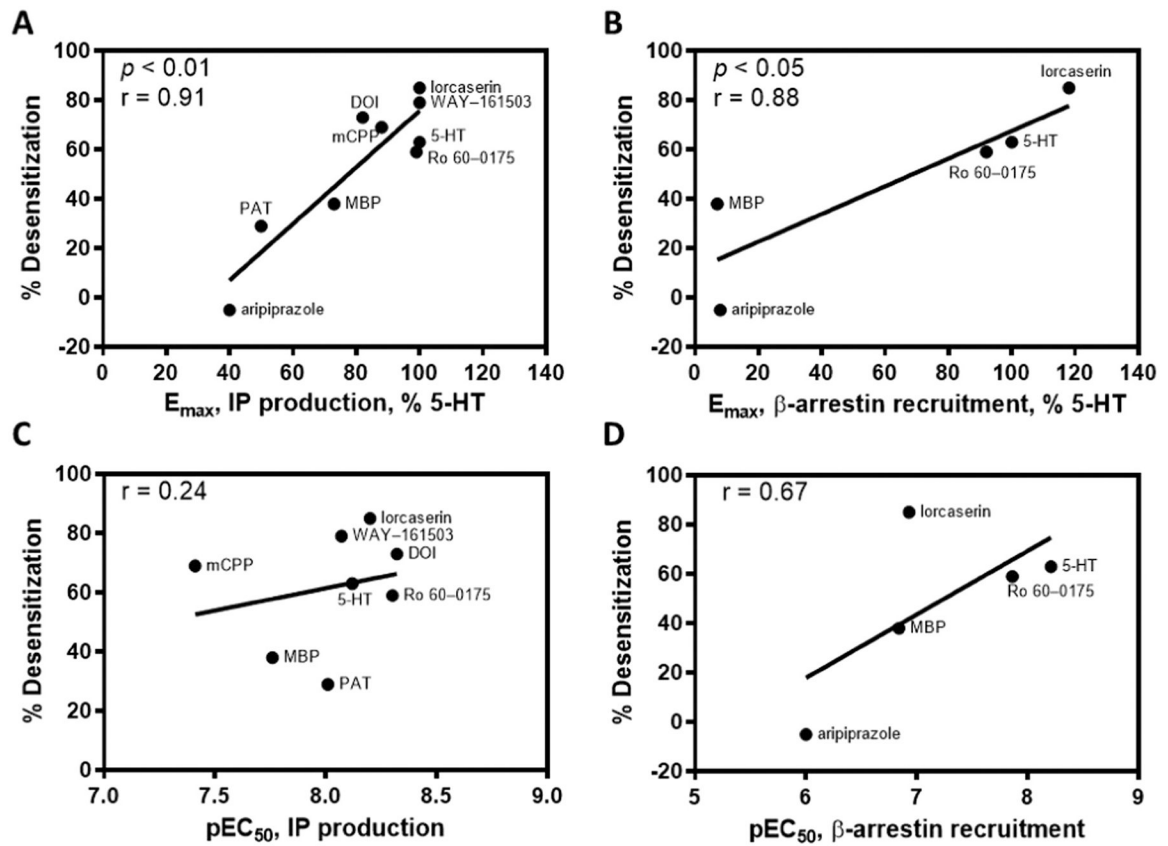 A
% Desensitization
100
80
60
40
20
0
-20
p < 0.01
r = 0.91
lorcaserin
WAY–161503
DOI
mCPP
5-HT
Ro 60–0175
PAT
MBP
aripiprazole
0 20 40 60 80 100 120 140
Emax, IP production, % 5-HT
B
% Desensitization
100
80
60
40
20
0
-20
p < 0.05
r = 0.88
lorcaserin
5-HT
Ro 60–0175
MBP
aripiprazole
0 20 40 60 80 100 120 140
Emax, β-arrestin recruitment, % 5-HT
C
% Desensitization
100
80
60
40
20
0
r = 0.24
lorcaserin
WAY–161503
DOI
mCPP
5-HT
Ro 60–0175
MBP
PAT
7.0 7.5 8.0 8.5 9.0
pEC50, IP production
D
% Desensitization
100
80
60
40
20
0
-20
r = 0.67
lorcaserin
5-HT
Ro 60–0175
MBP
aripiprazole
5 6 7 8 9
pEC50, β-arrestin recruitment